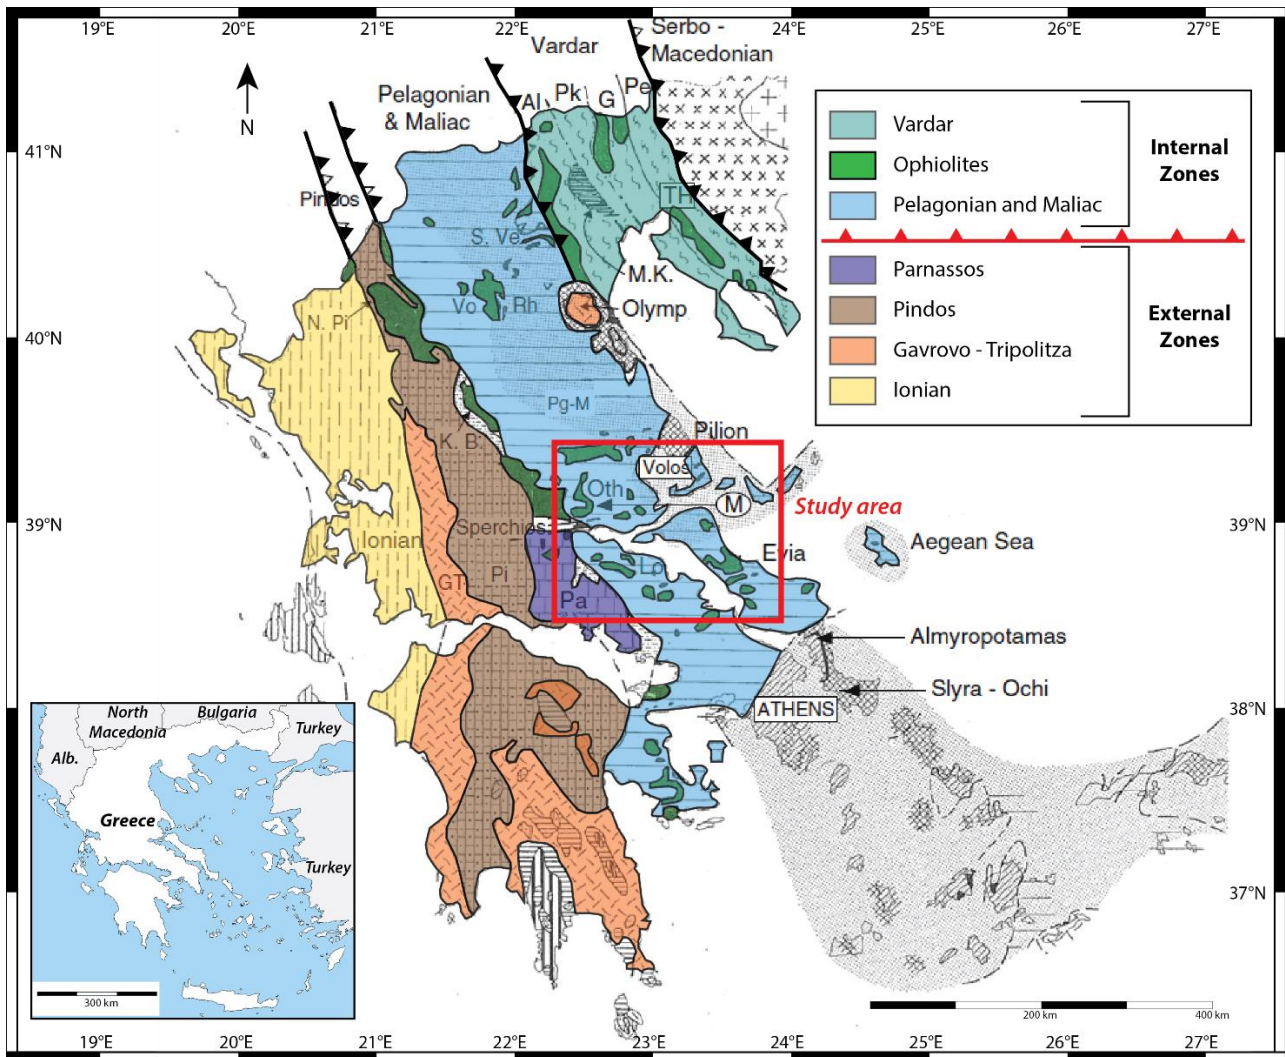 19°E
20°E
21°E
22°E
23°E
24°E
25°E
26°E
27°E
41°N
40°N
39°N
38°N
37°N
39°N
38°N
37°N
N
Vardar
Serbo -
Macedonian
Pelagonian
& Maliac
Al
Pk
G
Pe
Pindos
TH
S. Ve
M.K.
Vo
Rh
Olymp
N. Pi
Pg-M
K. B.
Pilion
Volos
Oth
M
Study area
Sperchios
Ionian
GT
Pi
Pa
Lo
Evia
Aegean Sea
Almyropotamas
Slyra - Ochi
ATHENS
Vardar
Ophiolites
Pelagonian and Maliac
Internal
Zones
Parnassos
Pindos
Gavrovo - Tripolitza
Ionian
External
Zones
North
Macedonia
Bulgaria
Turkey
Alb.
Greece
Turkey
300 km
200 km
400 km
19°E
20°E
21°E
22°E
23°E
24°E
25°E
26°E
27°E